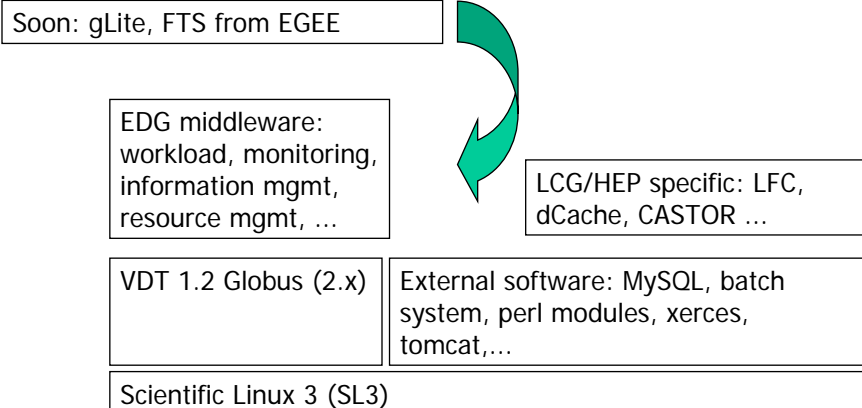 Soon: gLite, FTS from EGEE
EDG middleware:
workload, monitoring,
information mgmt,
resource mgmt, ...
LCG/HEP specific: LFC,
dCache, CASTOR ...
VDT 1.2 Globus (2.x)
External software: MySQL, batch
system, perl modules, xerces,
tomcat,...
Scientific Linux 3 (SL3)